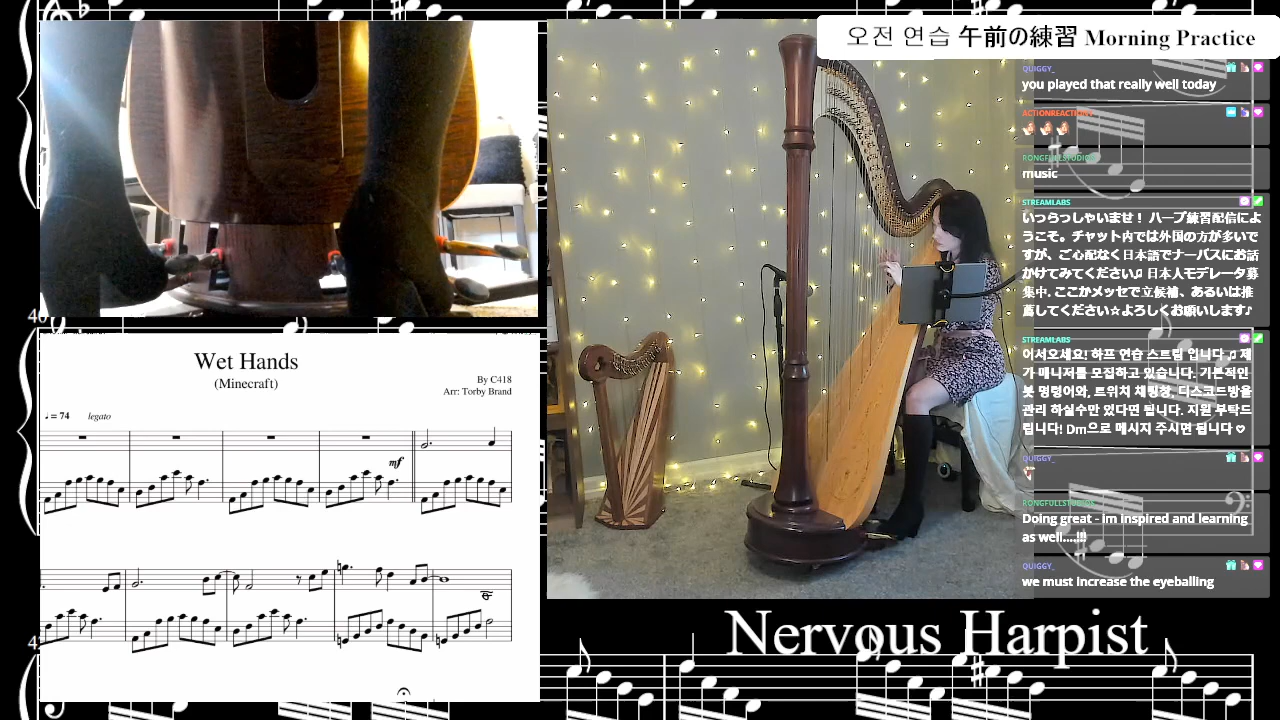 오전 연습 午前の練習 Morning Practice
QUIGGY_
you played that really well today
music
STREAMLABS
いらっしゃいませ！ ハープ練習配信によ
うこそ。チャット内では外国の方が多いで
すが、ご心配なく日本語でナーバスにお話
かけてみてください♫ 日本人モデレータ募
集中. ここかメッセで立候補、あるいは推
薦してください☆よろしくお願いします♪
STREAMLABS
어서오세요! 하프 연습 스트림 입니다 ♫ 제
가 매니저를 모집하고 있습니다. 기본적인
봇 명령어와, 트위치 채팅창, 디스코드방을
관리 하실수만 있다면 됩니다. 지원 부탁드
립니다! Dm으로 메시지 주시면 됩니다 ♡
QUIGGY_
RONGFULLSTUDIOS
Doing great - im inspired and learning
as well....!!!
QUIGGY_
we must increase the eyeballing
Wet Hands
(Minecraft)
By C418
Arr: Torby Brand
♩ = 74 legato
mf
Nervous Harpist